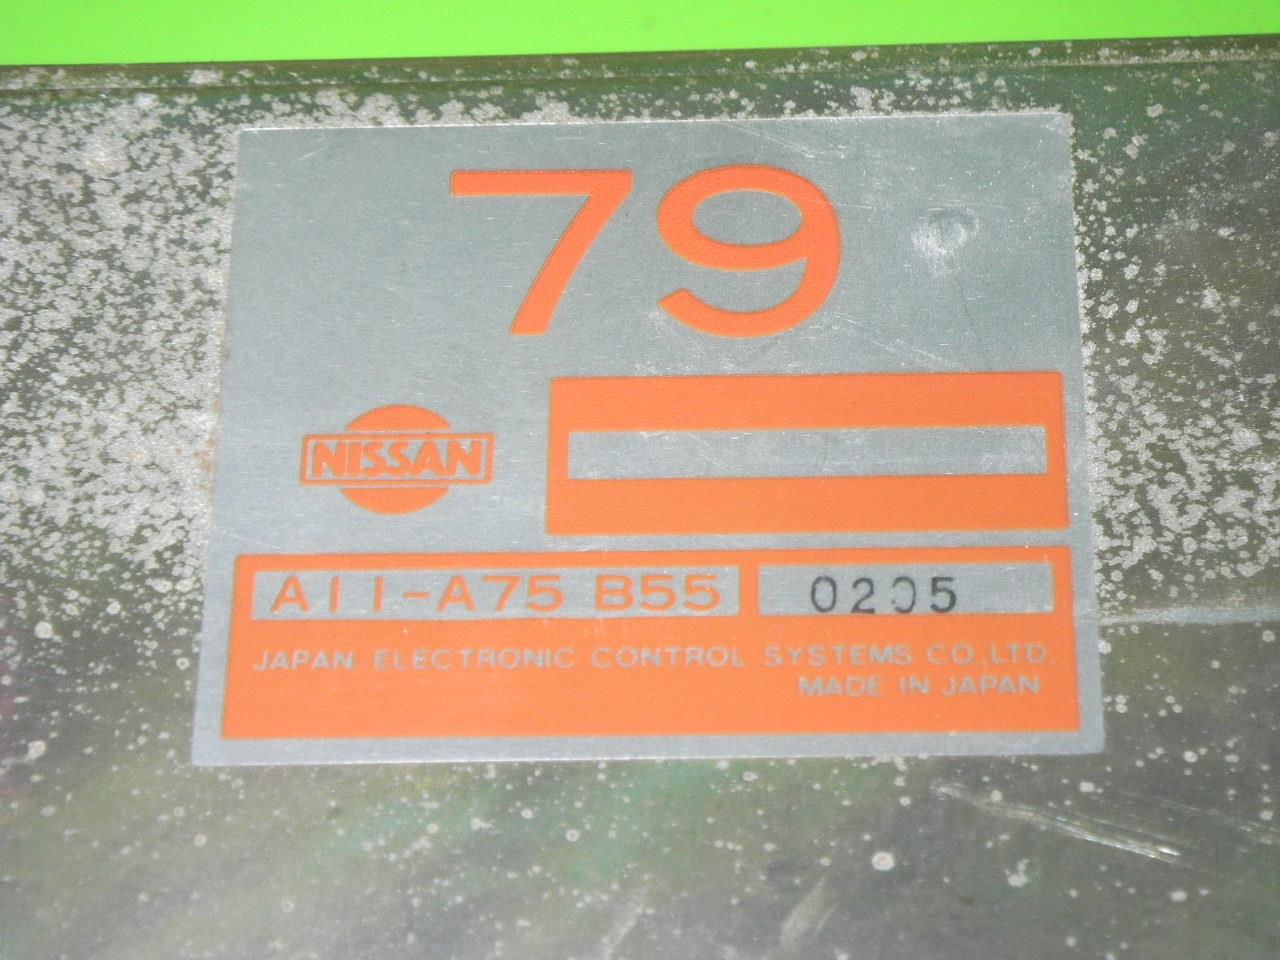 79
NISSAN
A11-A75 B55 0205
JAPAN ELECTRONIC CONTROL SYSTEMS CO.,LTD.
MADE IN JAPAN